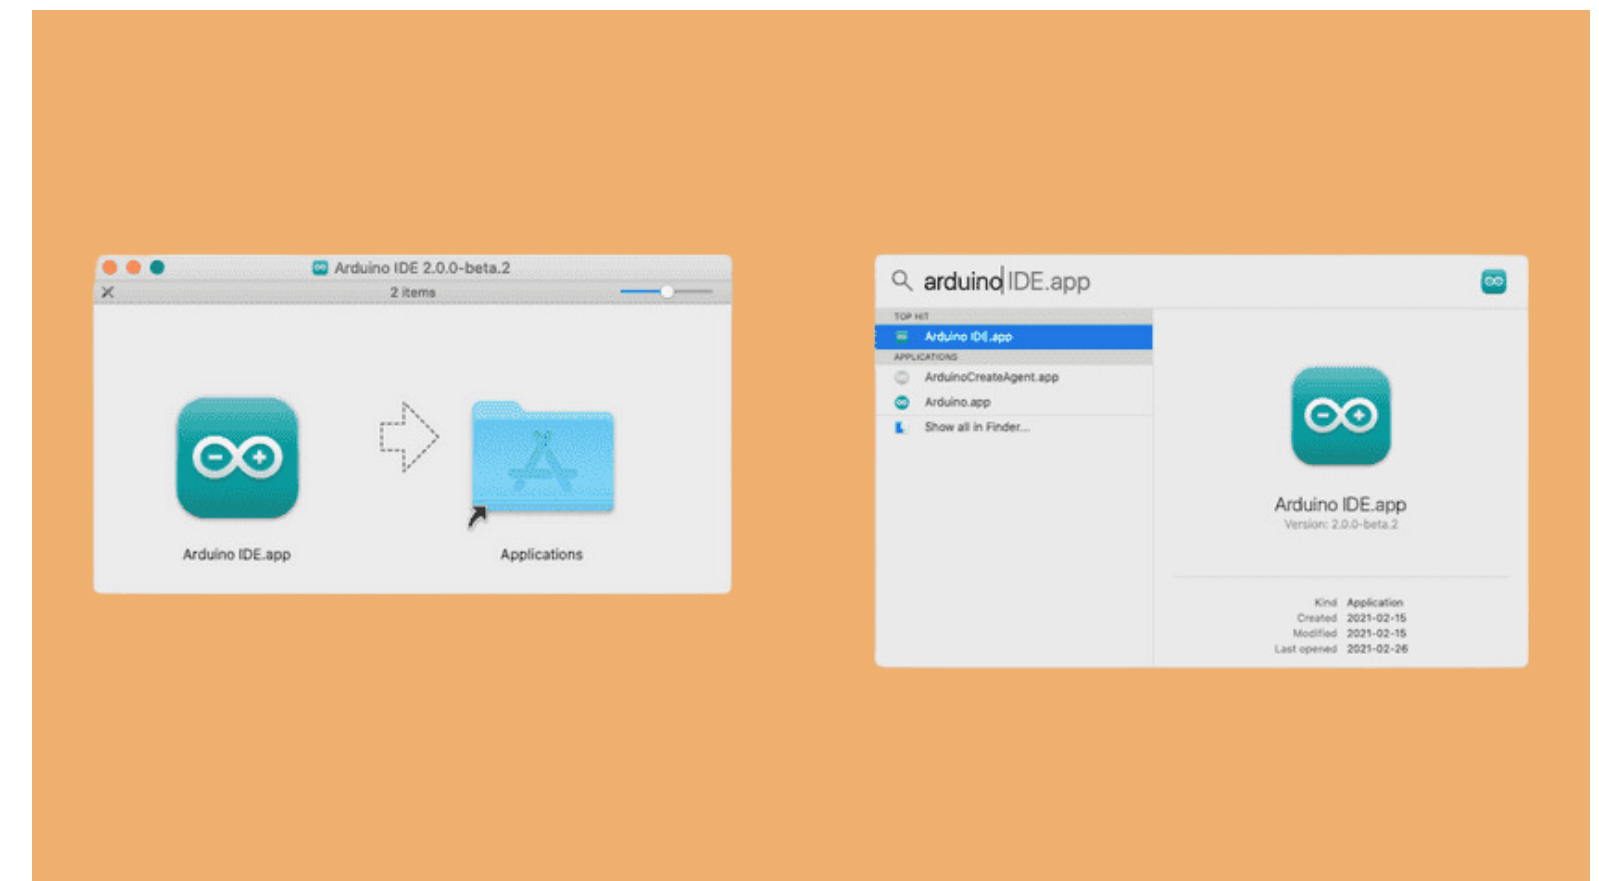 Arduino IDE 2.0.0-beta.2
2 items
Arduino IDE.app
Applications
arduino IDE.app
TOP HIT
Arduino IDE.app
APPLICATIONS
ArduinoCreateAgent.app
Arduino.app
Show all in Finder...
Arduino IDE.app
Version: 2.0.0-beta.2
Kind Application
Created 2021-02-15
Modified 2021-02-15
Last opened 2021-02-26